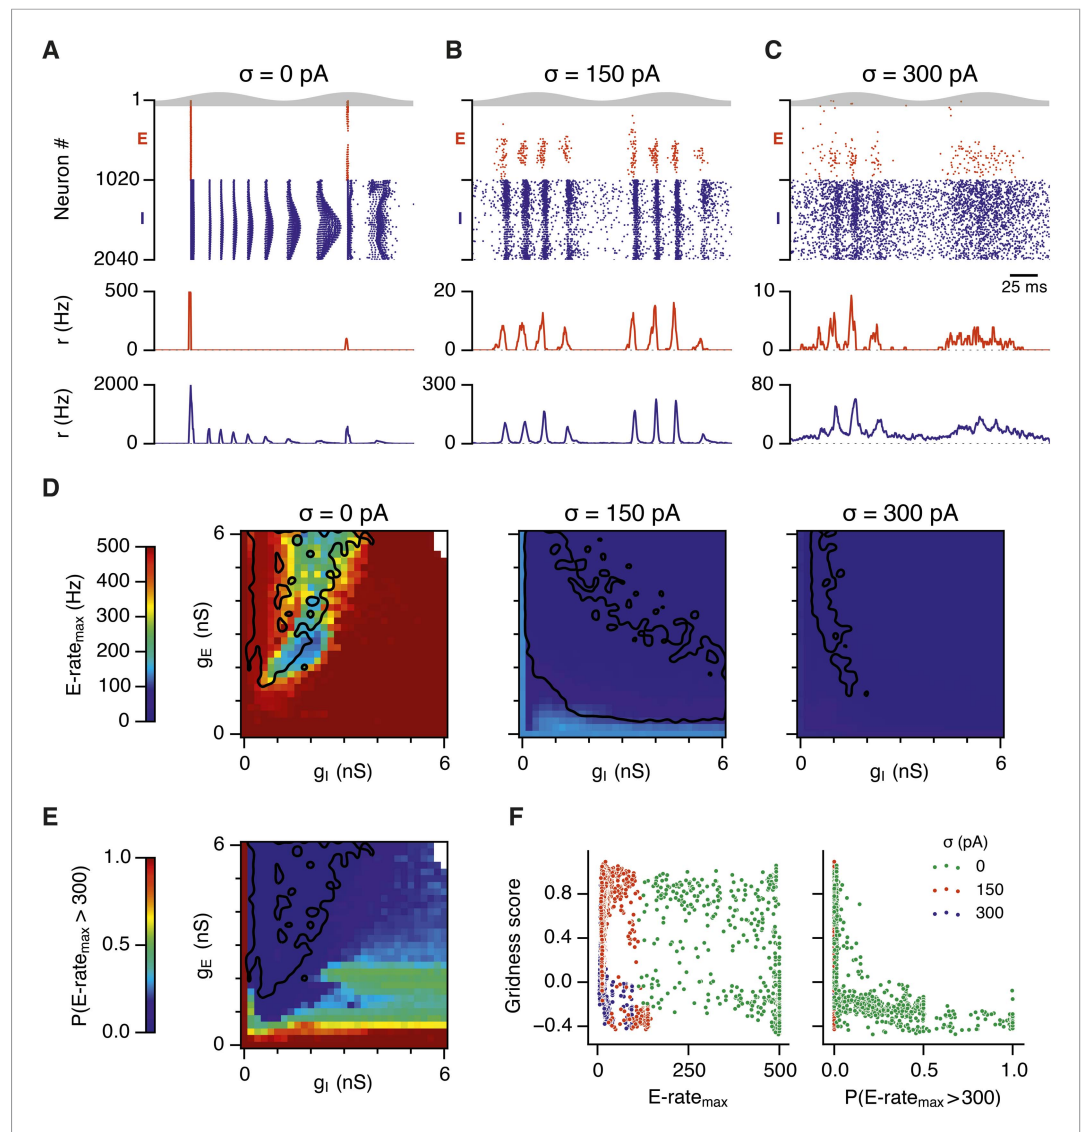 A B C
σ = 0 pA σ = 150 pA σ = 300 pA
1
E E E
Neuron #
1020
I I I
2040
25 ms
500 20 10
r (Hz)
0 0 0
2000 300 80
r (Hz)
0 0 0
D
σ = 0 pA σ = 150 pA σ = 300 pA
500
400
300
200
100
0
E-rate_max (Hz)
6
g_E (nS)
0
0 6 0 6 0 6
g_I (nS) g_I (nS) g_I (nS)
E F
1.0
0.5
0.0
P(E-rate_max > 300)
6
g_E (nS)
0
0 6
g_I (nS)
σ (pA)
0
150
300
Gridness score
0.8
0.4
0.0
−0.4
0 250 500 0.0 0.5 1.0
E-rate_max P(E-rate_max >300)